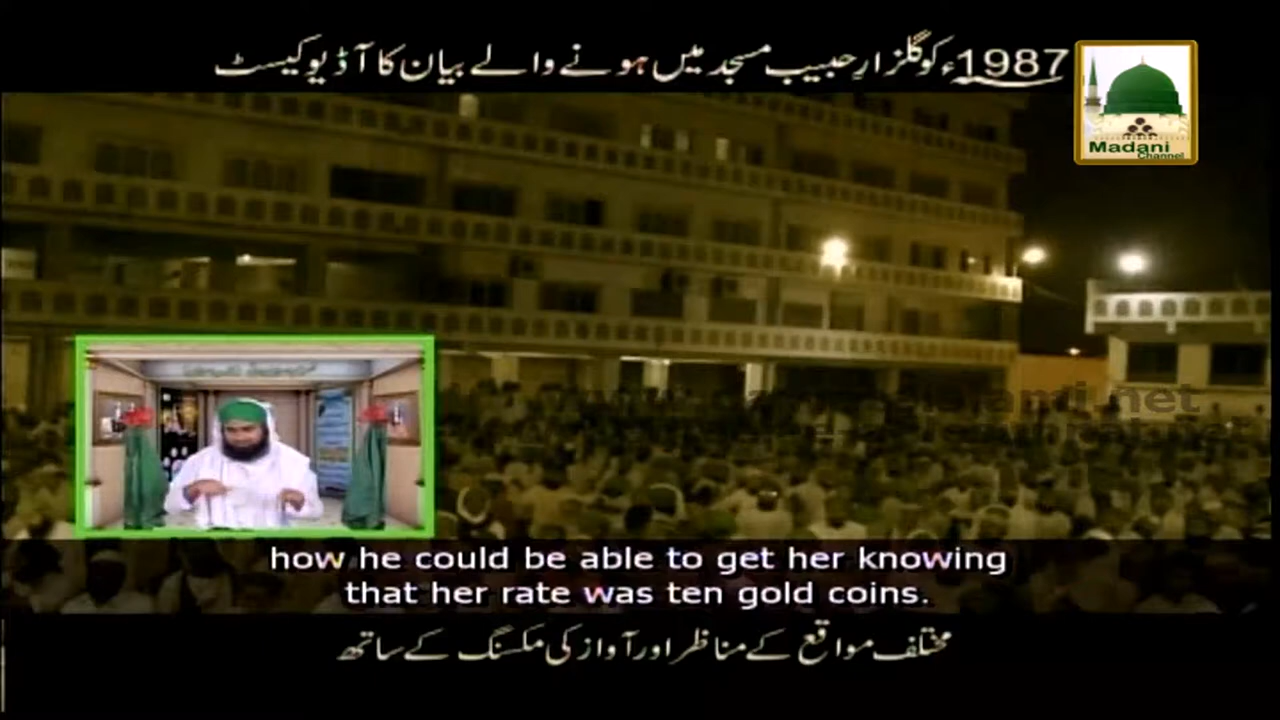 1987ء کو گلزارِ حبیب مسجد میں ہونے والے بیان کا آڈیو کیسٹ
Madani
Channel
how he could be able to get her knowing
that her rate was ten gold coins.
مختلف مواقع کے مناظر اور آواز کی مکسنگ کے ساتھ